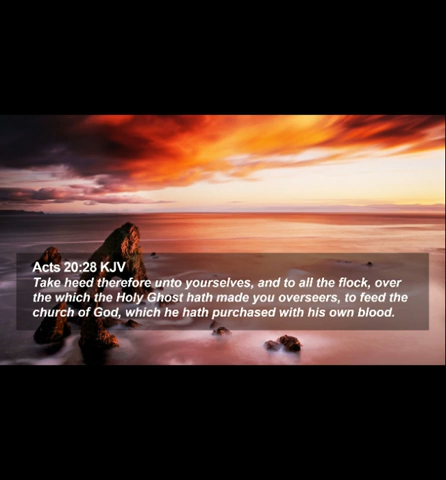 Acts 20:28 KJV
Take heed therefore unto yourselves, and to all the flock, over
the which the Holy Ghost hath made you overseers, to feed the
church of God, which he hath purchased with his own blood.